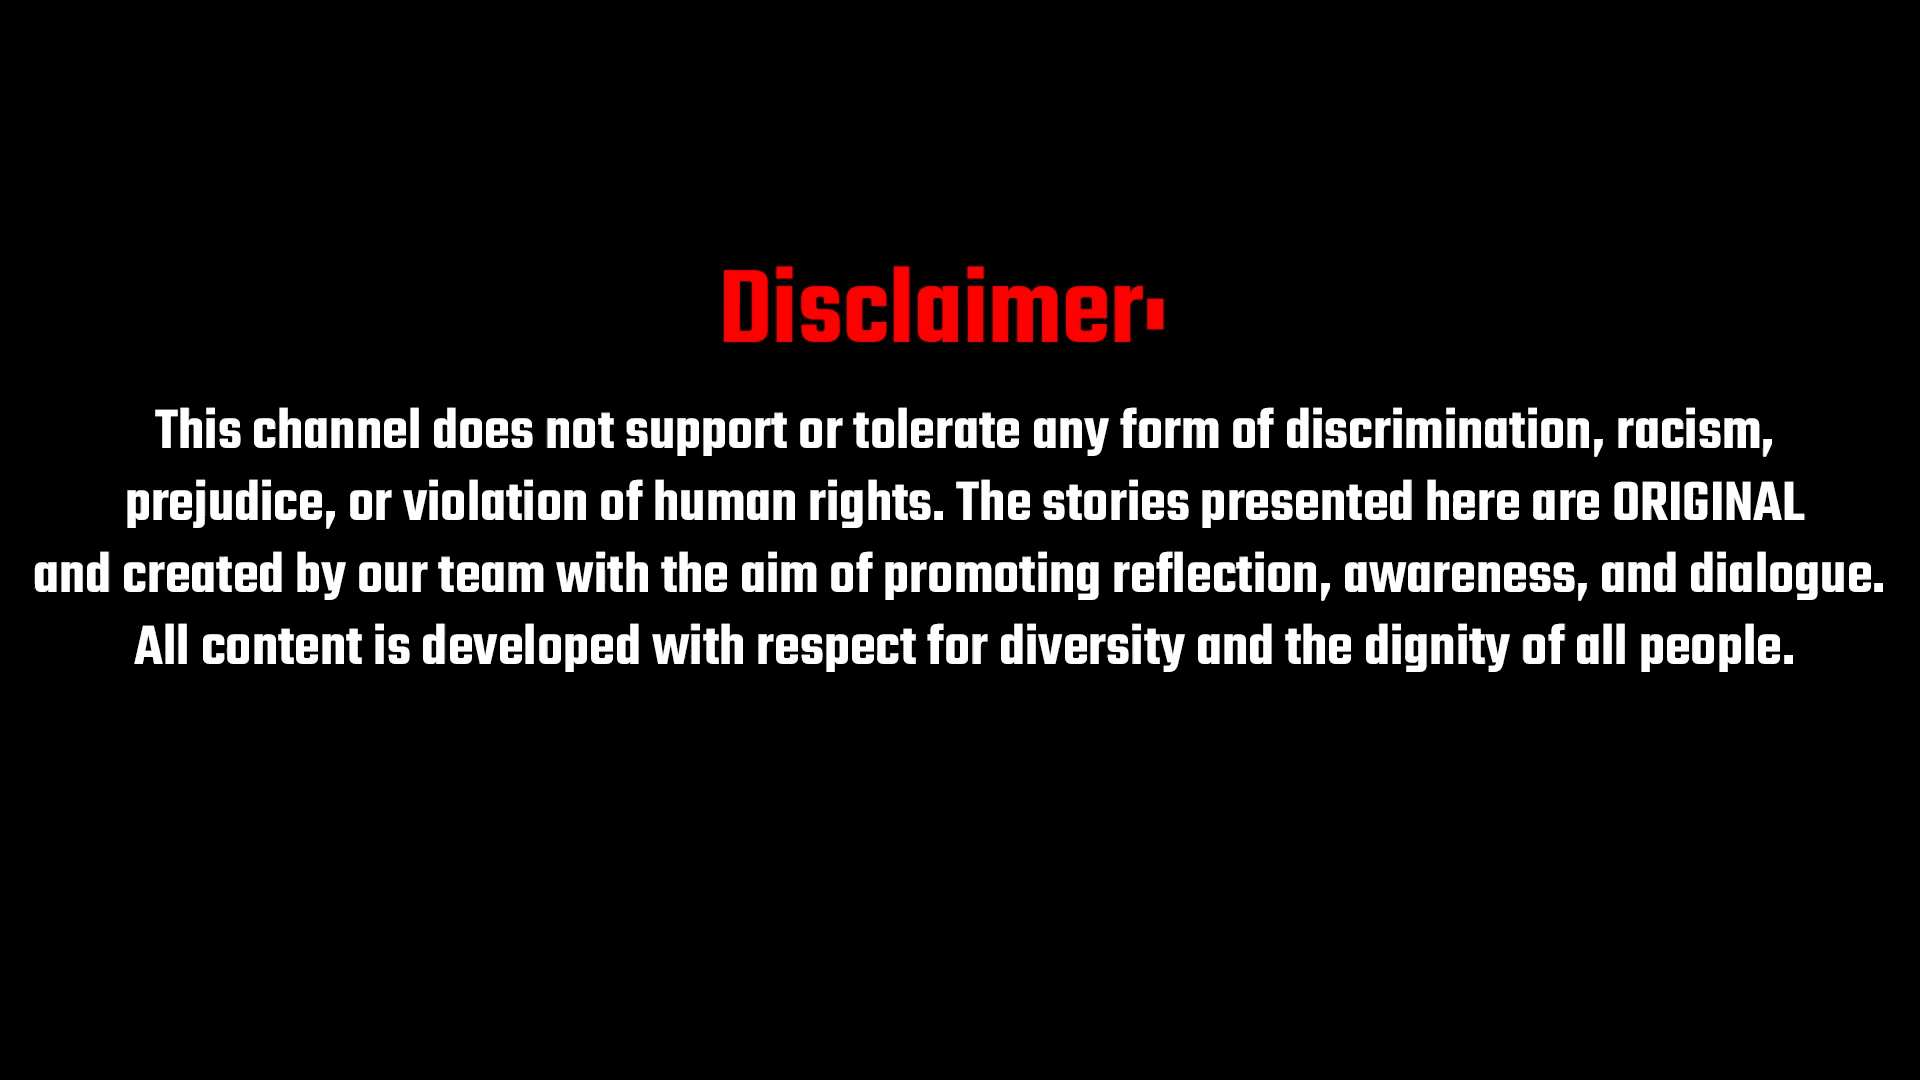 Disclaimer:
This channel does not support or tolerate any form of discrimination, racism,
prejudice, or violation of human rights. The stories presented here are ORIGINAL
and created by our team with the aim of promoting reflection, awareness, and dialogue.
All content is developed with respect for diversity and the dignity of all people.